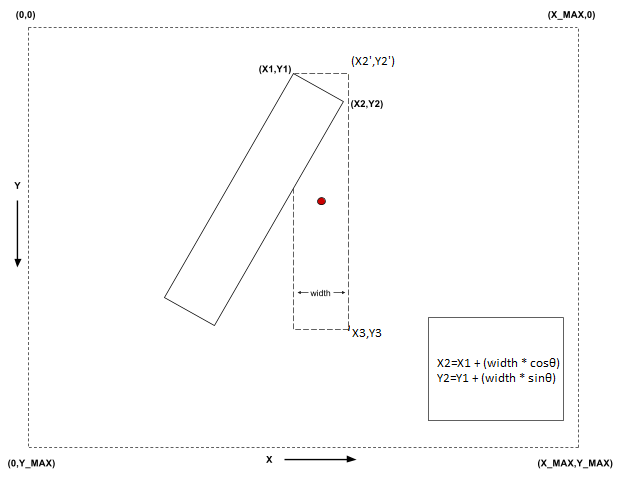 (0,0)
(X_MAX,0)
(X2',Y2')
(X1,Y1)
(X2,Y2)
Y
width
X3,Y3
X2=X1 + (width * cosθ)
Y2=Y1 + (width * sinθ)
(0,Y_MAX)
X
(X_MAX,Y_MAX)